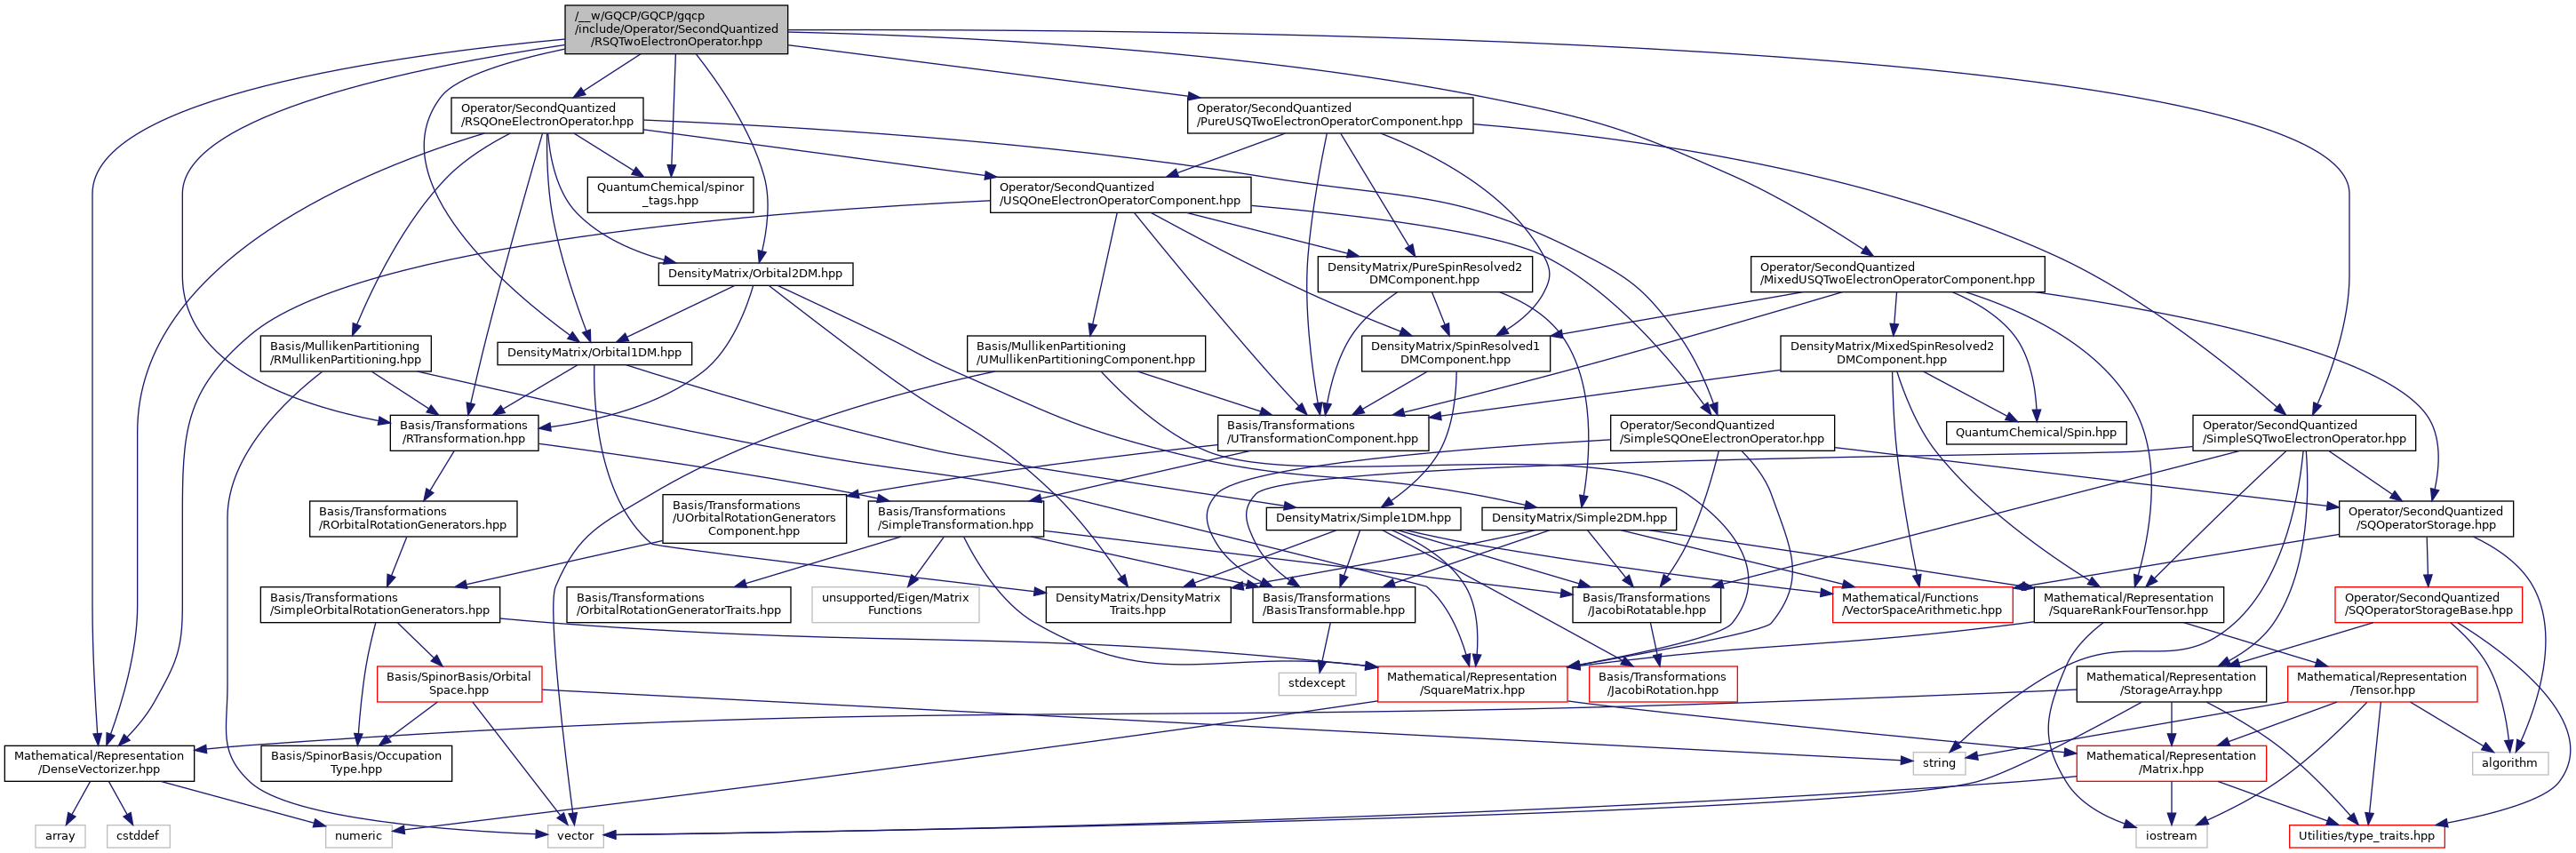 /__w/GQCP/GQCP/gqcp
/include/Operator/SecondQuantized
/RSQTwoElectronOperator.hpp
Operator/SecondQuantized
/RSQOneElectronOperator.hpp
Operator/SecondQuantized
/PureUSQTwoElectronOperatorComponent.hpp
QuantumChemical/spinor
_tags.hpp
Operator/SecondQuantized
/USQOneElectronOperatorComponent.hpp
DensityMatrix/Orbital2DM.hpp
DensityMatrix/PureSpinResolved2
DMComponent.hpp
Operator/SecondQuantized
/MixedUSQTwoElectronOperatorComponent.hpp
Basis/MullikenPartitioning
/RMullikenPartitioning.hpp
DensityMatrix/Orbital1DM.hpp
Basis/MullikenPartitioning
/UMullikenPartitioningComponent.hpp
DensityMatrix/SpinResolved1
DMComponent.hpp
DensityMatrix/MixedSpinResolved2
DMComponent.hpp
Basis/Transformations
/RTransformation.hpp
Basis/Transformations
/UTransformationComponent.hpp
Operator/SecondQuantized
/SimpleSQOneElectronOperator.hpp
QuantumChemical/Spin.hpp
Operator/SecondQuantized
/SimpleSQTwoElectronOperator.hpp
Basis/Transformations
/ROrbitalRotationGenerators.hpp
Basis/Transformations
/UOrbitalRotationGenerators
Component.hpp
Basis/Transformations
/SimpleTransformation.hpp
DensityMatrix/Simple1DM.hpp
DensityMatrix/Simple2DM.hpp
Operator/SecondQuantized
/SQOperatorStorage.hpp
Basis/Transformations
/SimpleOrbitalRotationGenerators.hpp
Basis/Transformations
/OrbitalRotationGeneratorTraits.hpp
unsupported/Eigen/Matrix
Functions
DensityMatrix/DensityMatrix
Traits.hpp
Basis/Transformations
/BasisTransformable.hpp
Basis/Transformations
/JacobiRotatable.hpp
Mathematical/Functions
/VectorSpaceArithmetic.hpp
Mathematical/Representation
/SquareRankFourTensor.hpp
Operator/SecondQuantized
/SQOperatorStorageBase.hpp
Basis/SpinorBasis/Orbital
Space.hpp
stdexcept
Mathematical/Representation
/SquareMatrix.hpp
Basis/Transformations
/JacobiRotation.hpp
Mathematical/Representation
/StorageArray.hpp
Mathematical/Representation
/Tensor.hpp
Mathematical/Representation
/DenseVectorizer.hpp
Basis/SpinorBasis/Occupation
Type.hpp
string
Mathematical/Representation
/Matrix.hpp
algorithm
array
cstddef
numeric
vector
iostream
Utilities/type_traits.hpp